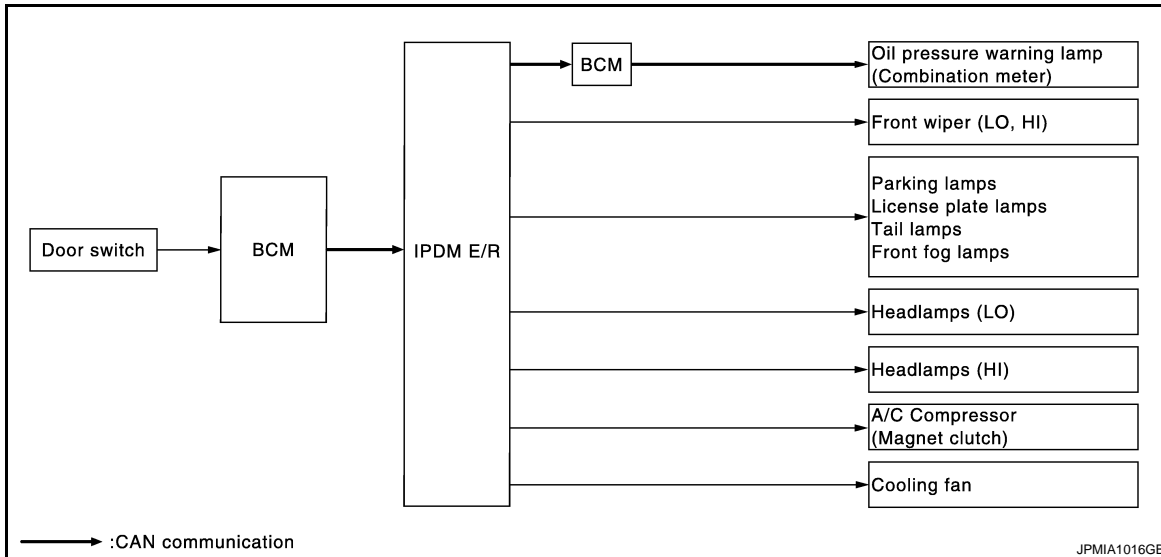 Door switch
BCM
IPDM E/R
BCM
Oil pressure warning lamp
(Combination meter)
Front wiper (LO, HI)
Parking lamps
License plate lamps
Tail lamps
Front fog lamps
Headlamps (LO)
Headlamps (HI)
A/C Compressor
(Magnet clutch)
Cooling fan
:CAN communication
JPMIA1016GB